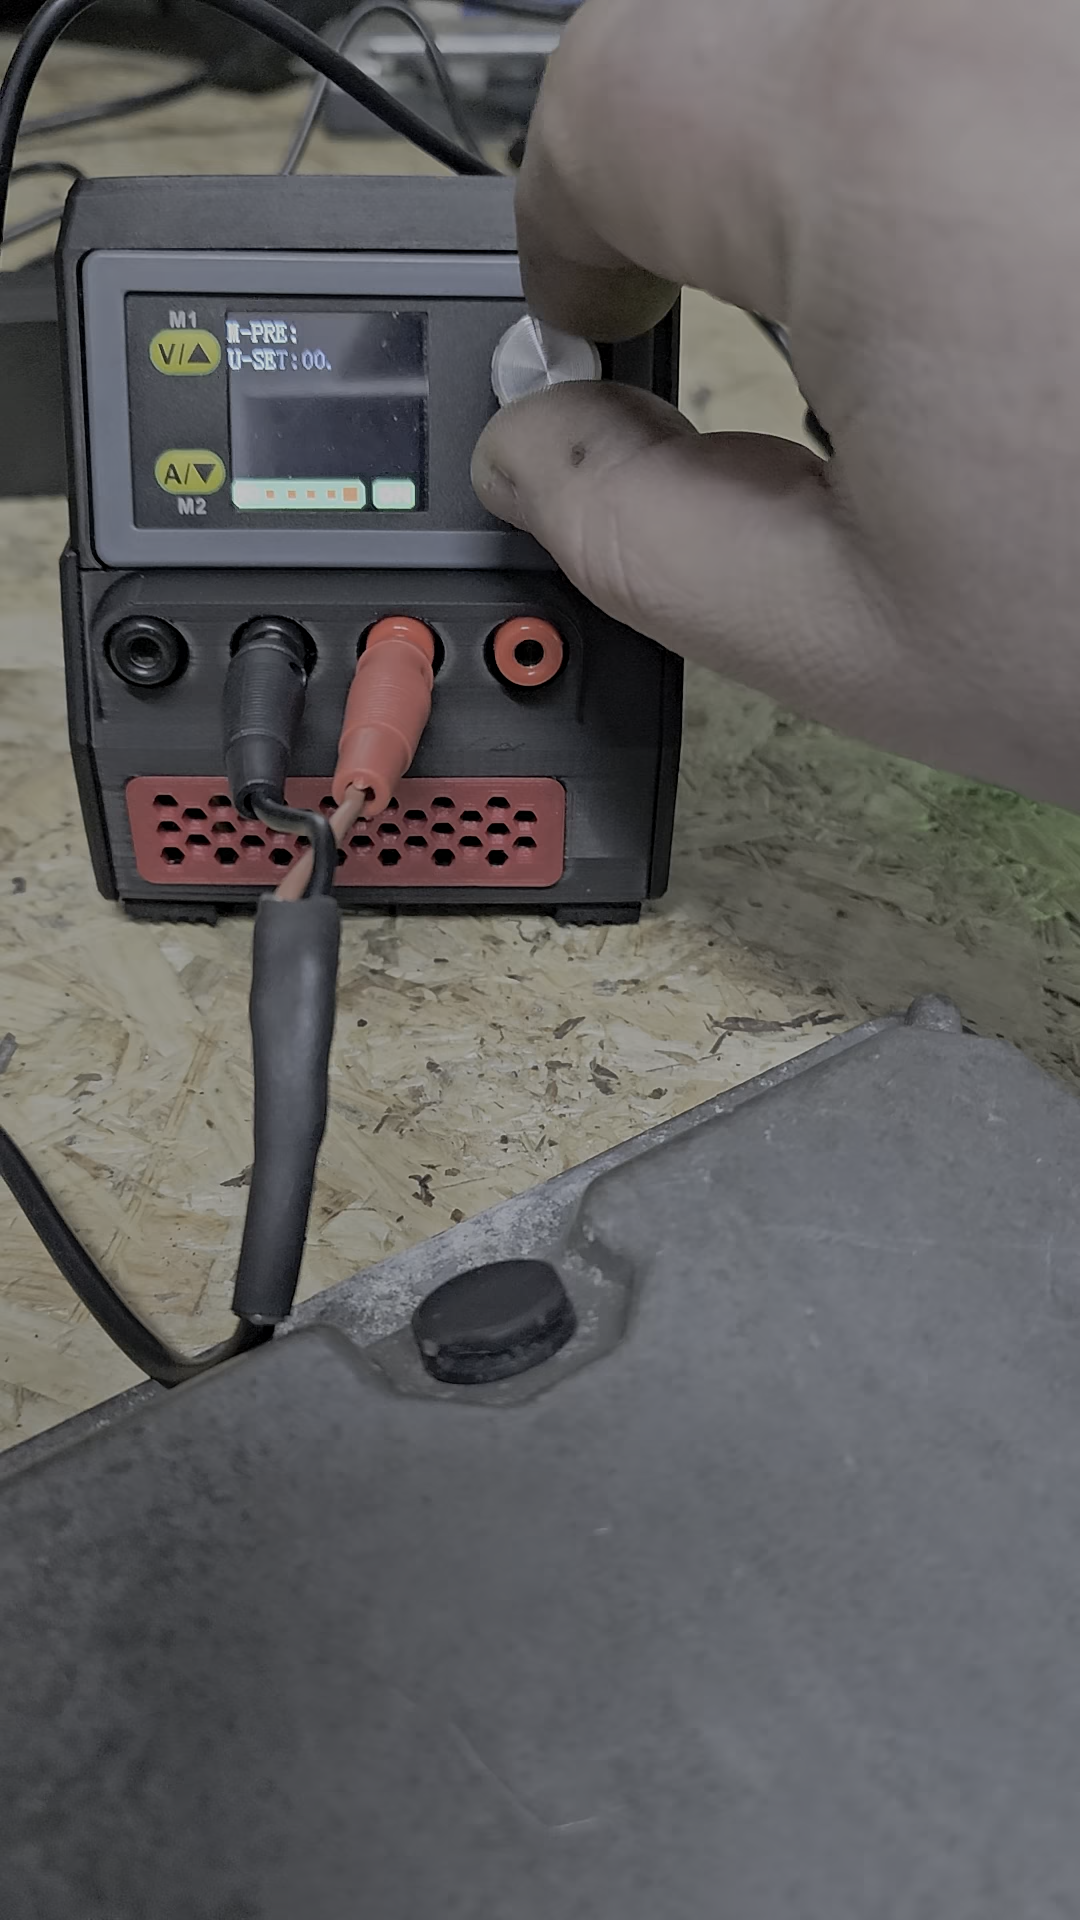 M1
V/▲
M-PRE:
U-SET:00.
A/▼
M2